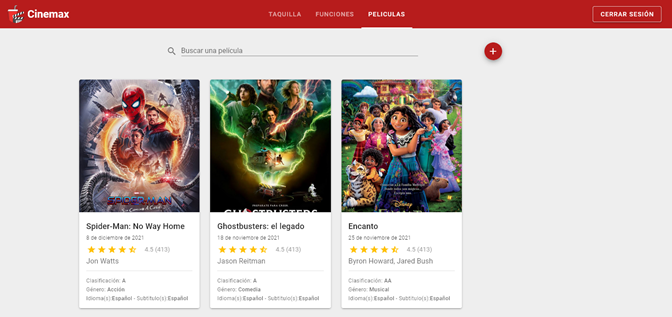 Cinemax
TAQUILLA FUNCIONES PELICULAS
CERRAR SESIÓN
Buscar una película
+
SPIDER-MAN
GHOSTBUSTERS
Disney
Spider-Man: No Way Home
8 de diciembre de 2021
4.5 (413)
Jon Watts
Clasificación: A
Género: Acción
Idioma(s):Español - Subtitulo(s):Español
Ghostbusters: el legado
18 de noviembre de 2021
4.5 (413)
Jason Reitman
Clasificación: A
Género: Comedia
Idioma(s):Español - Subtitulo(s):Español
Encanto
25 de noviembre de 2021
4.5 (413)
Byron Howard, Jared Bush
Clasificación: AA
Género: Musical
Idioma(s):Español - Subtitulo(s):Español